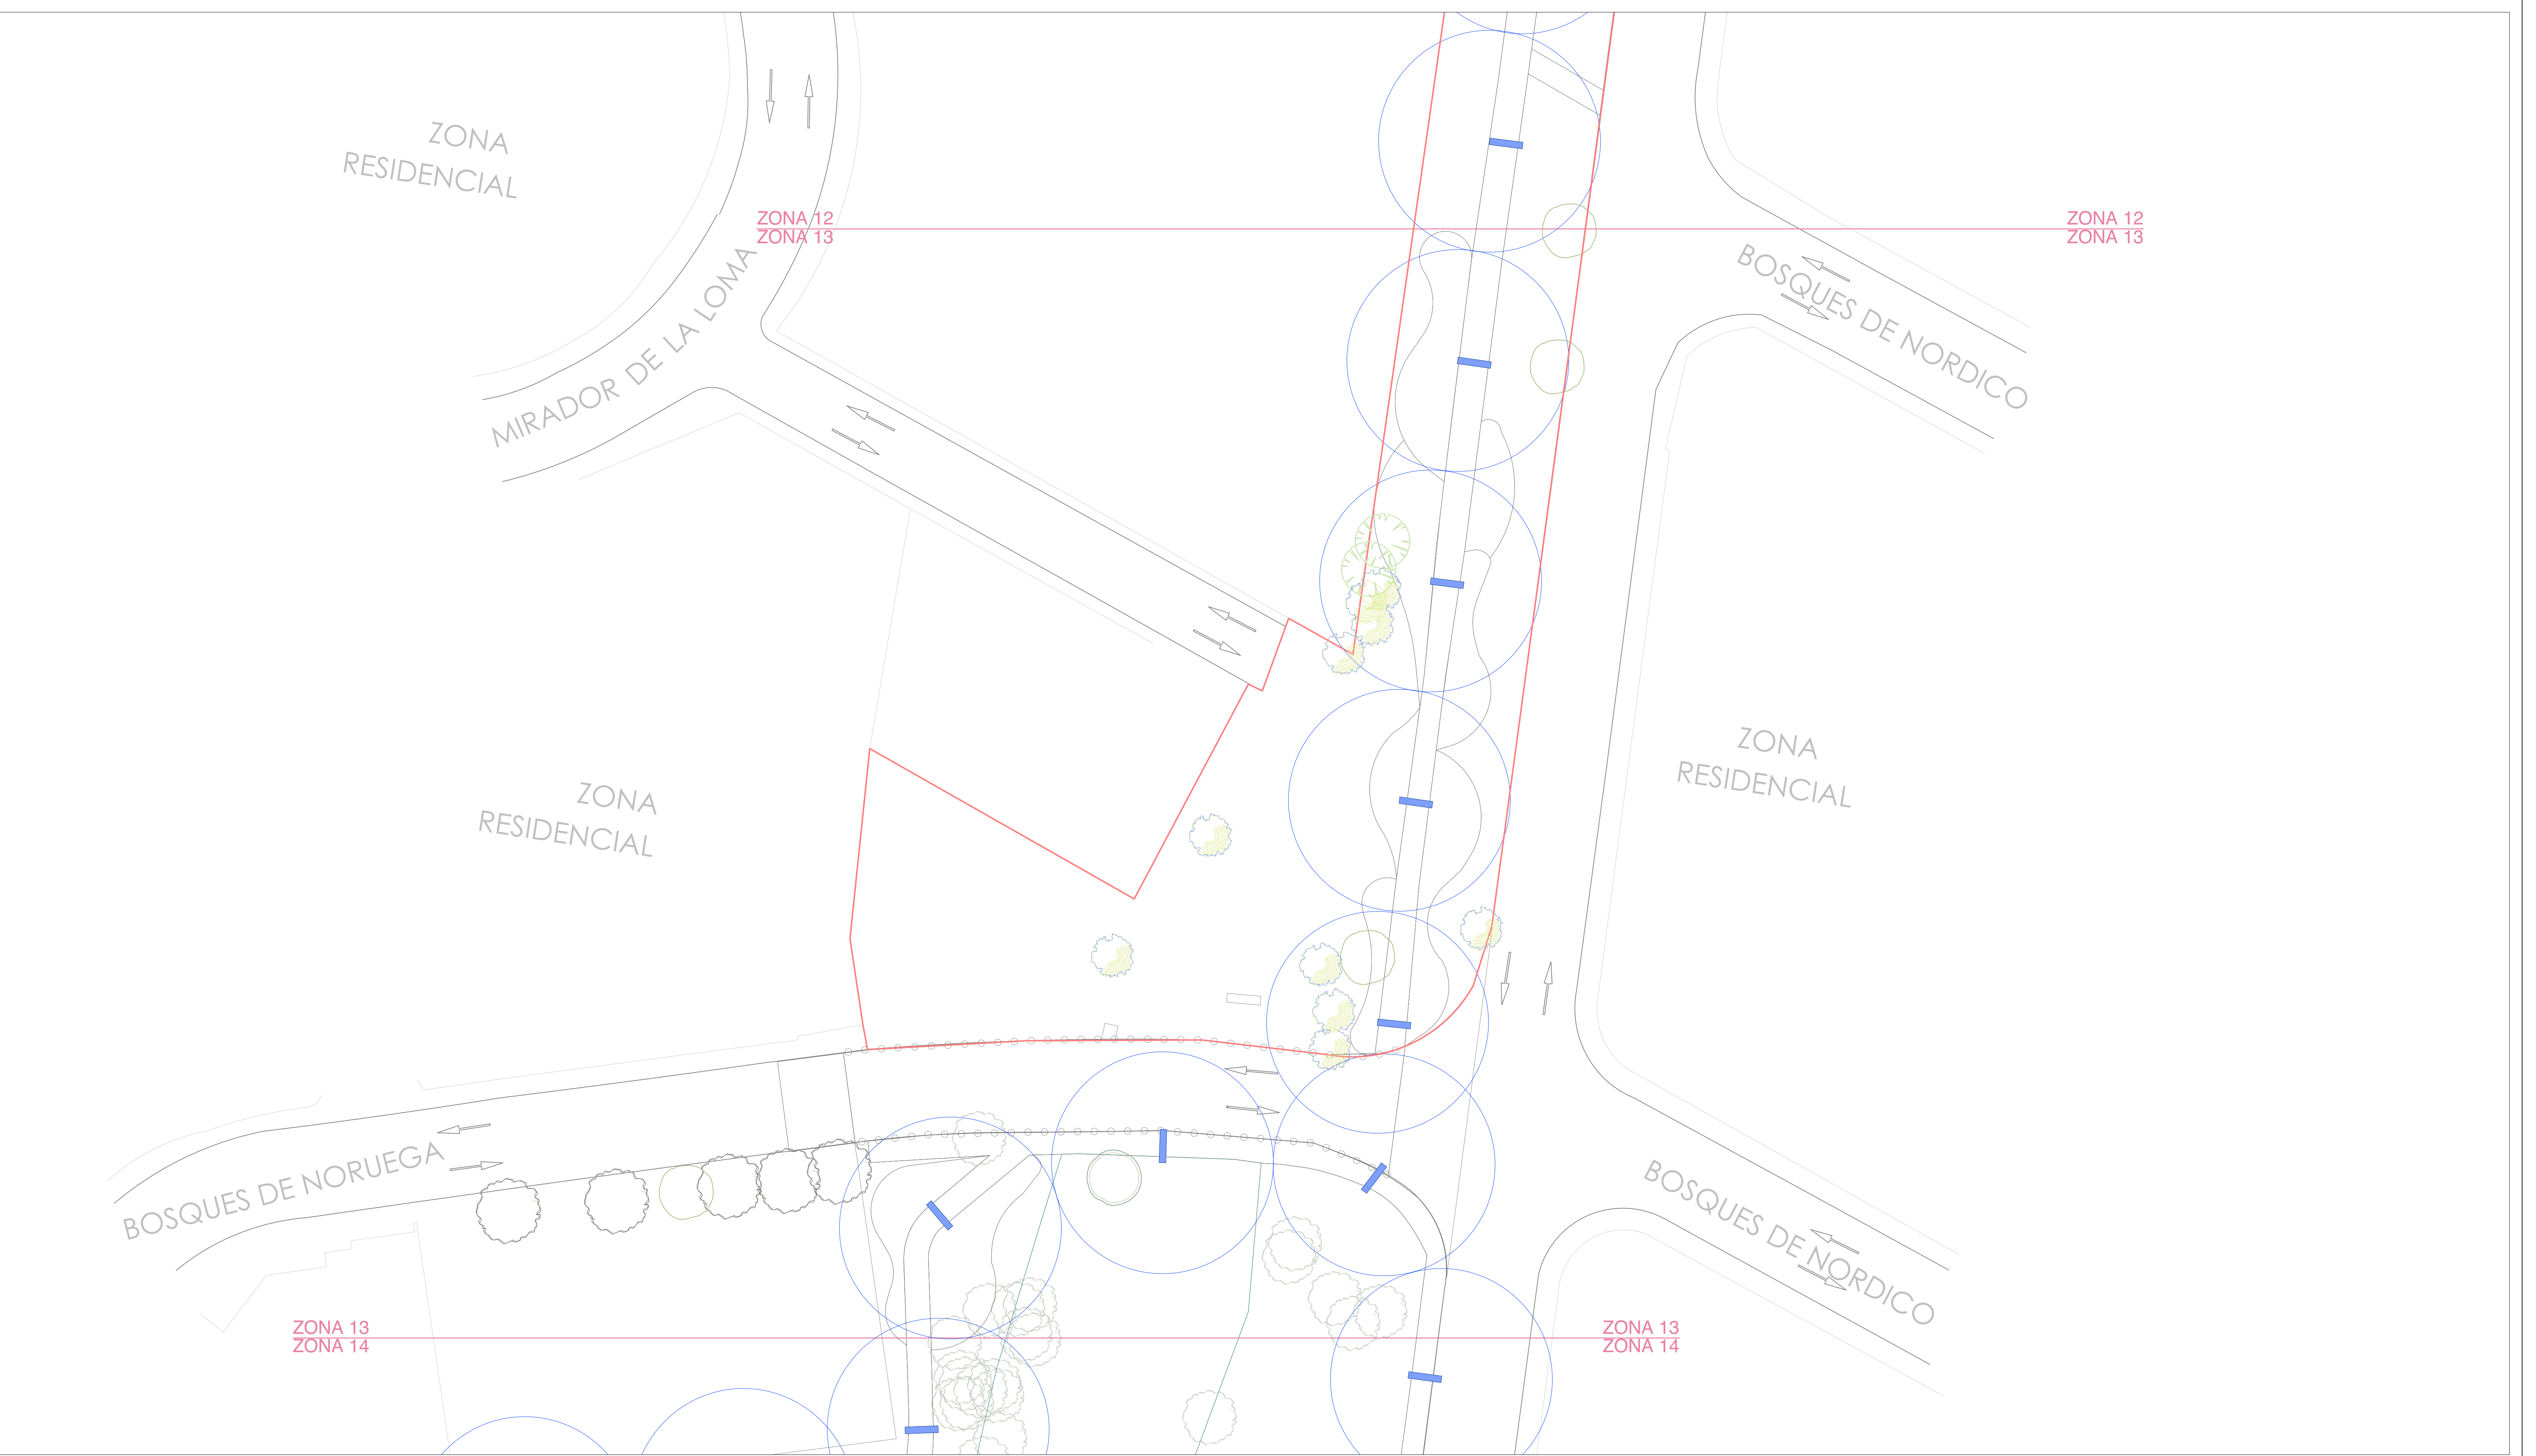 ZONA
RESIDENCIAL
ZONA 12
ZONA 13
ZONA 12
ZONA 13
MIRADOR DE LA LOMA
BOSQUES DE NORDICO
ZONA
RESIDENCIAL
ZONA
RESIDENCIAL
BOSQUES DE NORUEGA
BOSQUES DE NORDICO
ZONA 13
ZONA 14
ZONA 13
ZONA 14